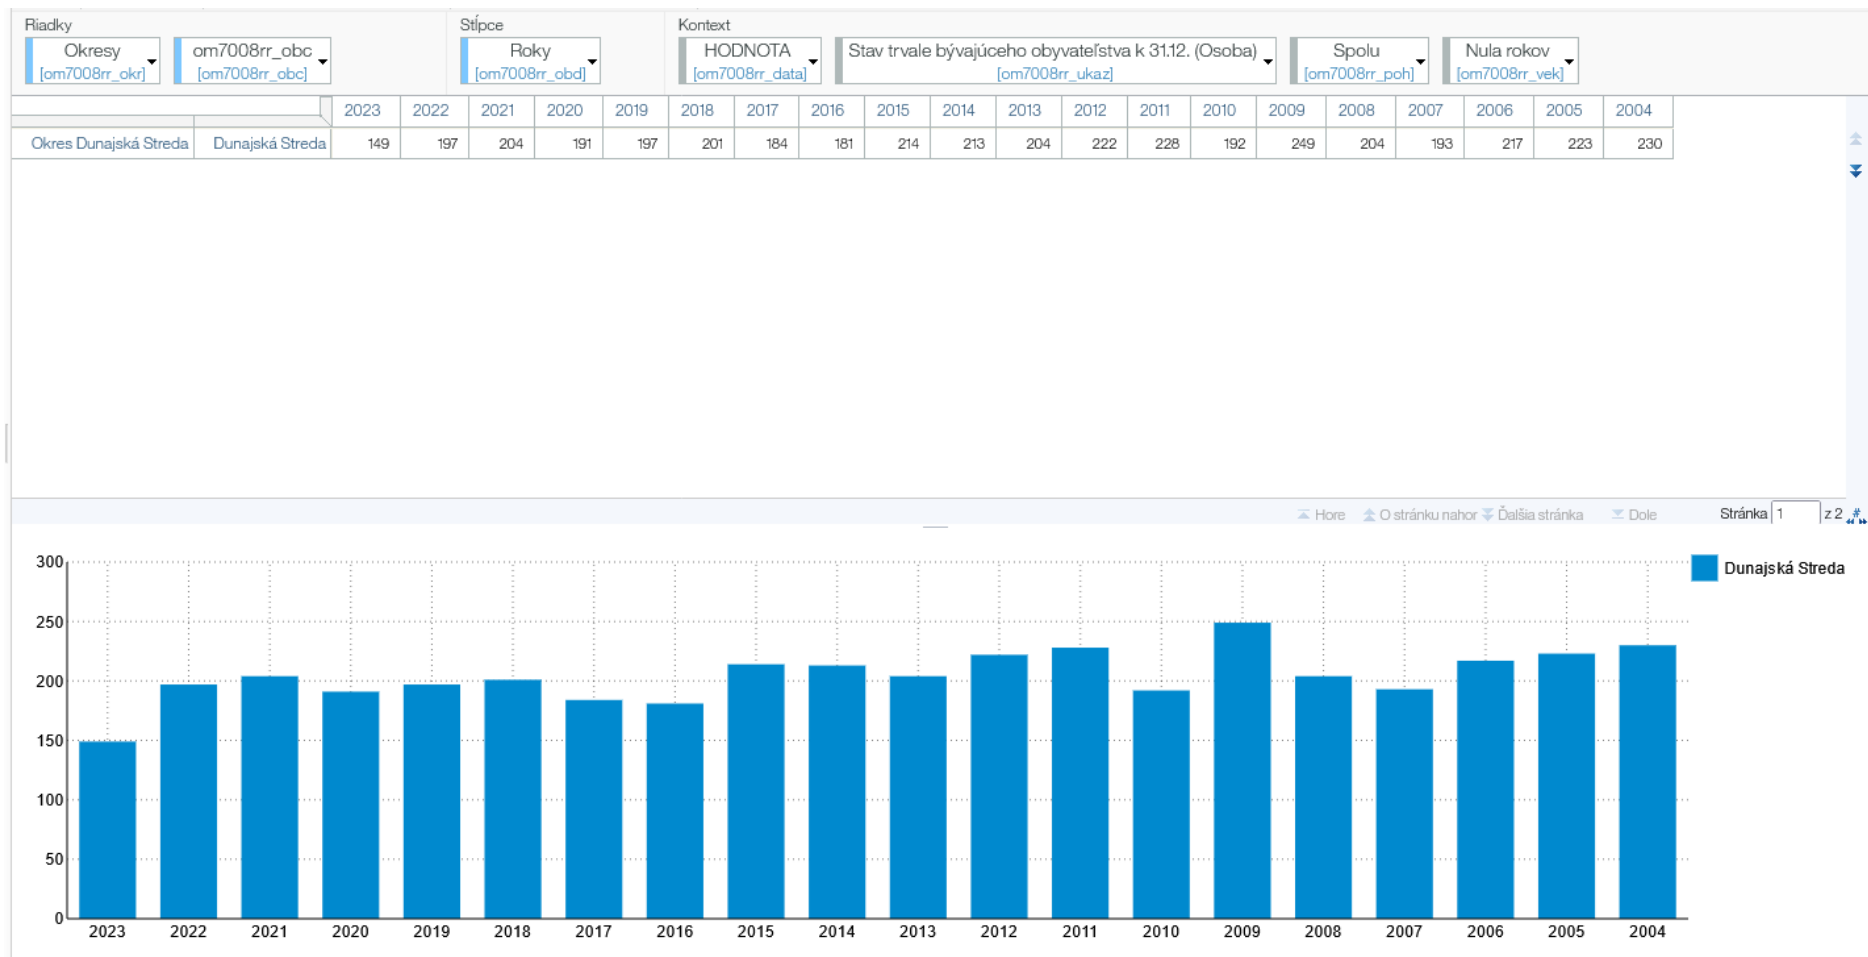 Riadky Stĺpce Kontext
Okresy om7008rr_obc Roky HODNOTA Stav trvale bývajúceho obyvateľstva k 31.12. (Osoba) Spolu Nula rokov
[om7008rr_okr] [om7008rr_obc] [om7008rr_obd] [om7008rr_data] [om7008rr_ukaz] [om7008rr_poh] [om7008rr_vek]
2023 2022 2021 2020 2019 2018 2017 2016 2015 2014 2013 2012 2011 2010 2009 2008 2007 2006 2005 2004
Okres Dunajská Streda Dunajská Streda 149 197 204 191 197 201 184 181 214 213 204 222 228 192 249 204 193 217 223 230
Hore O stránku nahor Ďalšia stránka Dole Stránka 1 z 2 #
300
Dunajská Streda
250
200
150
100
50
0
2023 2022 2021 2020 2019 2018 2017 2016 2015 2014 2013 2012 2011 2010 2009 2008 2007 2006 2005 2004